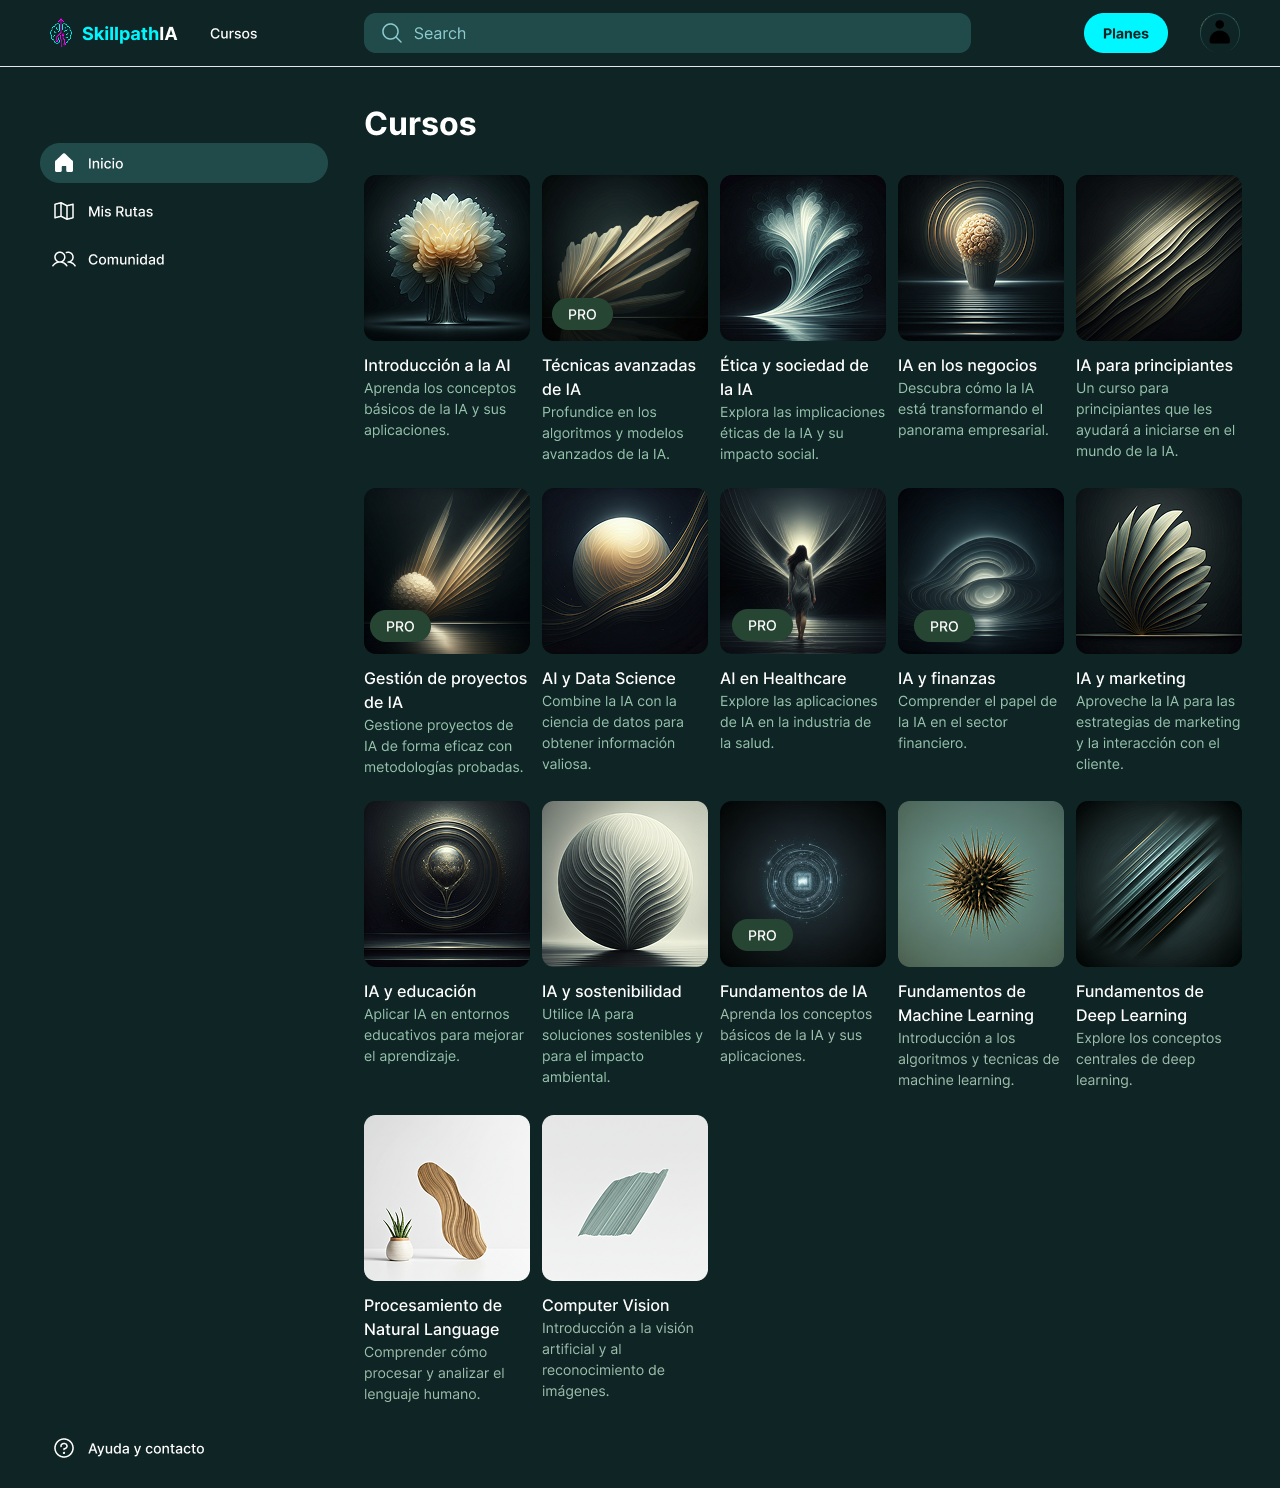 SkillpathIA
Cursos
Search
Planes
Inicio
Mis Rutas
Comunidad
Cursos
Introducción a la AI
Aprenda los conceptos
básicos de la IA y sus
aplicaciones.
PRO
Técnicas avanzadas
de IA
Profundice en los
algoritmos y modelos
avanzados de la IA.
Ética y sociedad de
la IA
Explora las implicaciones
éticas de la IA y su
impacto social.
IA en los negocios
Descubra cómo la IA
está transformando el
panorama empresarial.
IA para principiantes
Un curso para
principiantes que les
ayudará a iniciarse en el
mundo de la IA.
PRO
Gestión de proyectos
de IA
Gestione proyectos de
IA de forma eficaz con
metodologías probadas.
AI y Data Science
Combine la IA con la
ciencia de datos para
obtener información
valiosa.
PRO
AI en Healthcare
Explore las aplicaciones
de IA en la industria de
la salud.
PRO
IA y finanzas
Comprender el papel de
la IA en el sector
financiero.
IA y marketing
Aproveche la IA para las
estrategias de marketing
y la interacción con el
cliente.
IA y educación
Aplicar IA en entornos
educativos para mejorar
el aprendizaje.
IA y sostenibilidad
Utilice IA para
soluciones sostenibles y
para el impacto
ambiental.
PRO
Fundamentos de IA
Aprenda los conceptos
básicos de la IA y sus
aplicaciones.
Fundamentos de
Machine Learning
Introducción a los
algoritmos y tecnicas de
machine learning.
Fundamentos de
Deep Learning
Explore los conceptos
centrales de deep
learning.
Procesamiento de
Natural Language
Comprender cómo
procesar y analizar el
lenguaje humano.
Computer Vision
Introducción a la visión
artificial y al
reconocimiento de
imágenes.
Ayuda y contacto